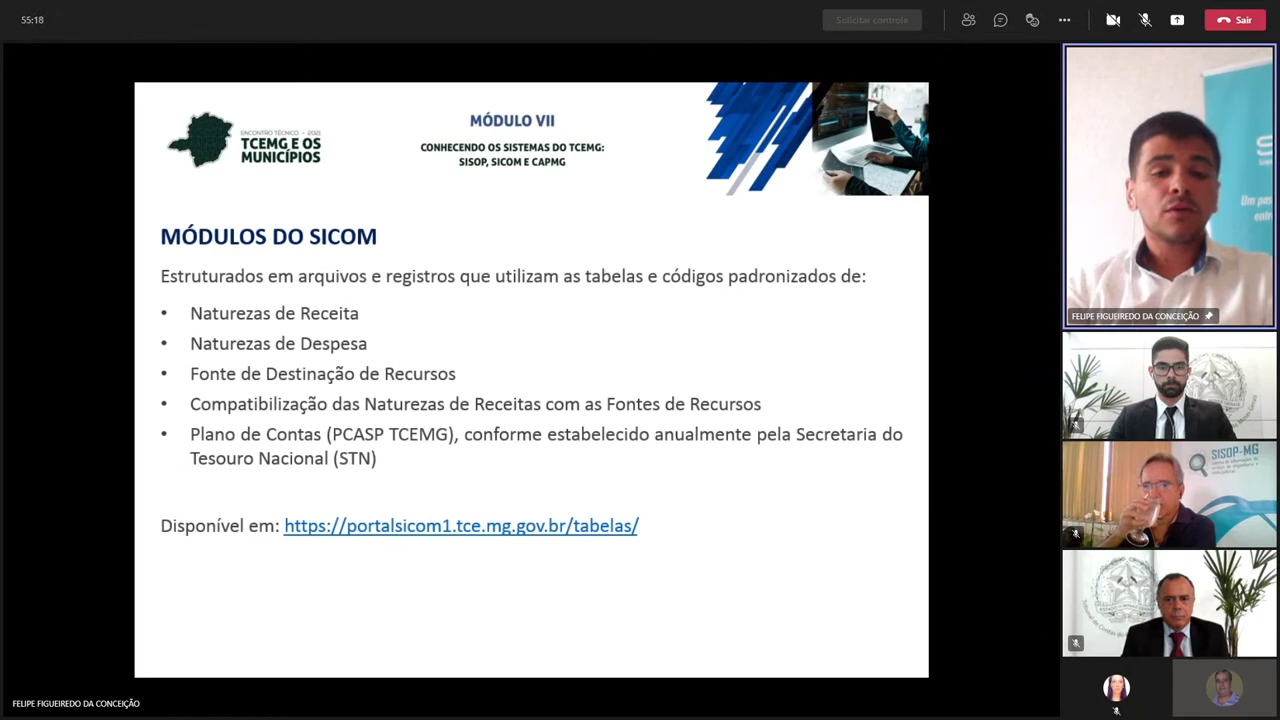 55:18
Solicitar controle
Sair
ENCONTRO TÉCNICO - 2021
TCEMG E OS
MUNICÍPIOS
MÓDULO VII
CONHECENDO OS SISTEMAS DO TCEMG:
SISOP, SICOM E CAPMG
MÓDULOS DO SICOM
Estruturados em arquivos e registros que utilizam as tabelas e códigos padronizados de:
• Naturezas de Receita
• Naturezas de Despesa
• Fonte de Destinação de Recursos
• Compatibilização das Naturezas de Receitas com as Fontes de Recursos
• Plano de Contas (PCASP TCEMG), conforme estabelecido anualmente pela Secretaria do
Tesouro Nacional (STN)
Disponível em: https://portalsicom1.tce.mg.gov.br/tabelas/
FELIPE FIGUEIREDO DA CONCEIÇÃO
Um pas
entr
FELIPE FIGUEIREDO DA CONCEIÇÃO
SISOP-MG